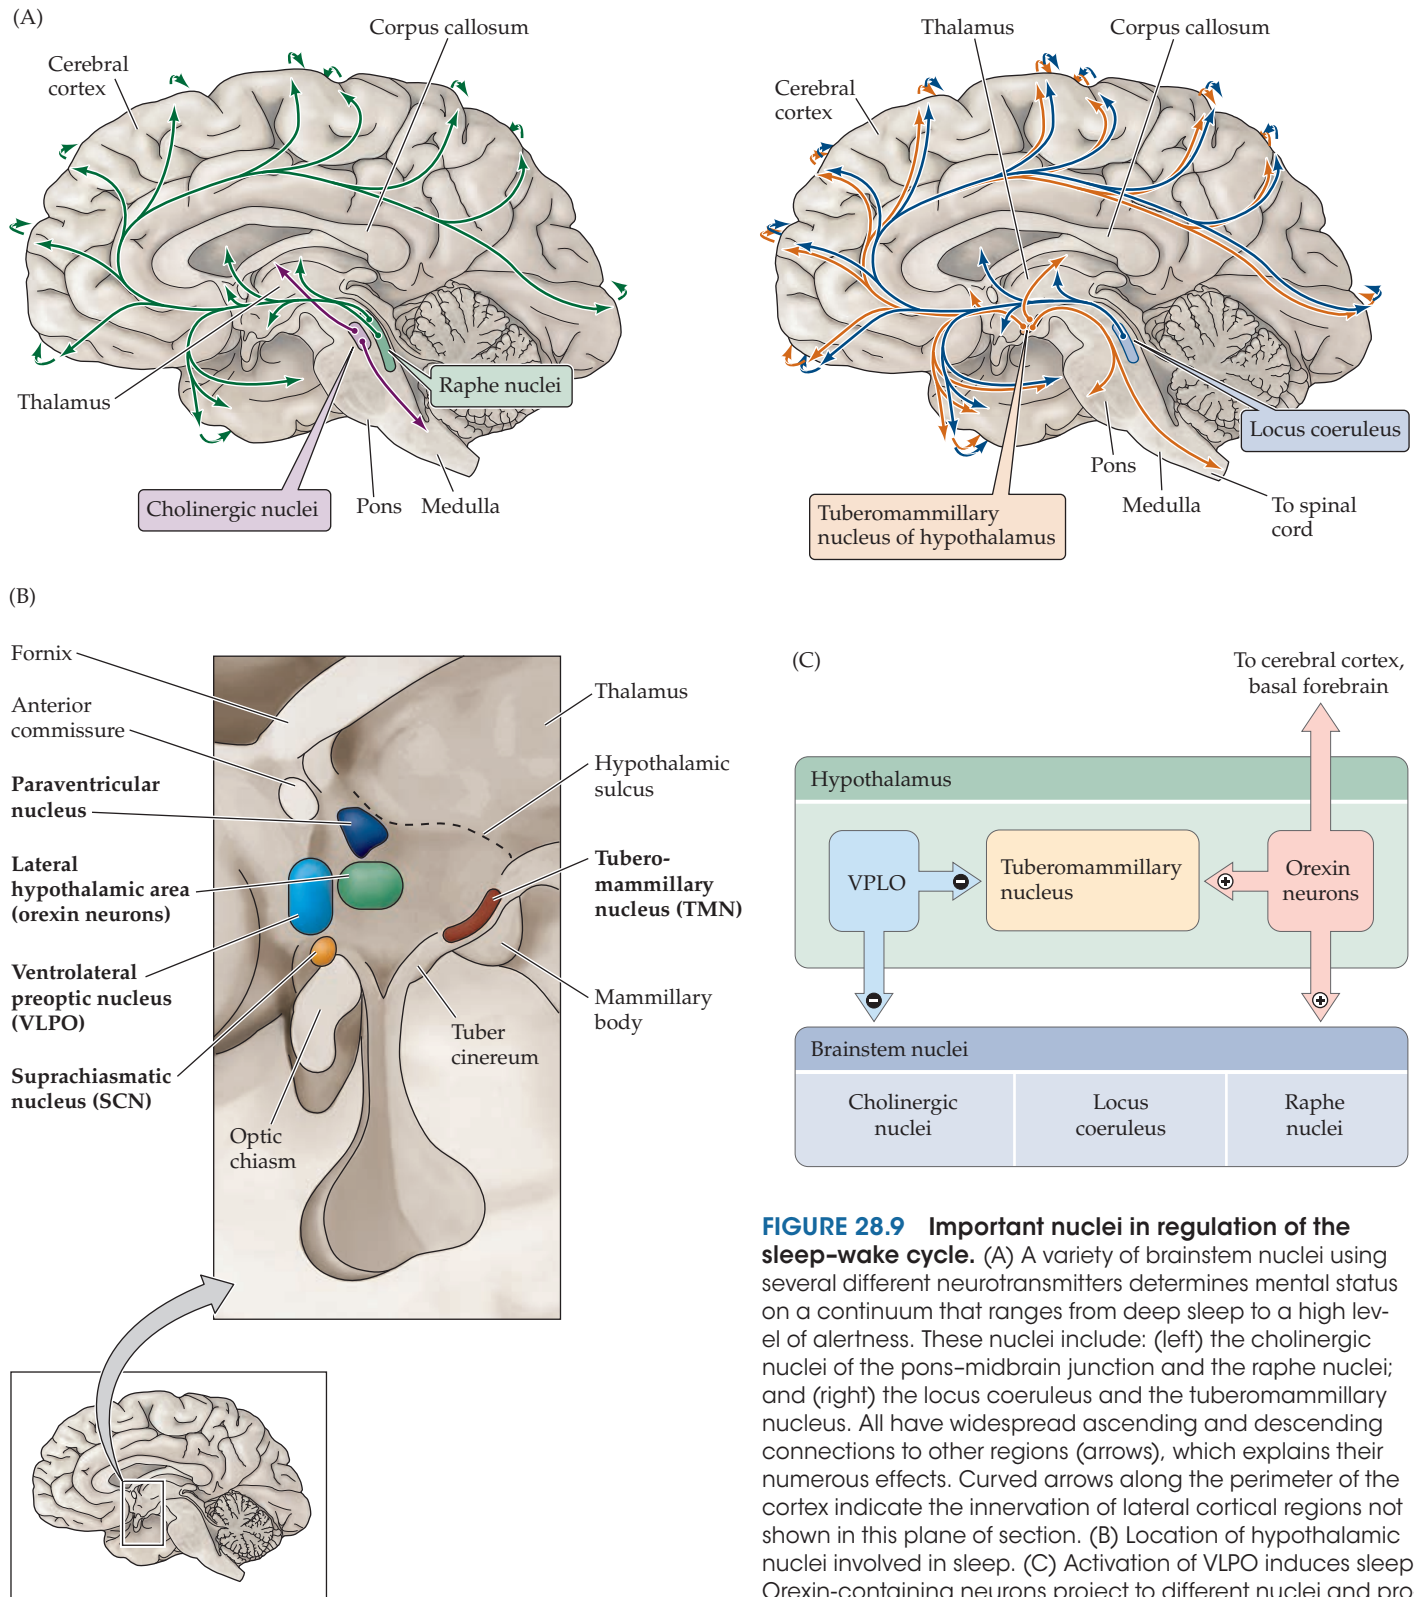 (A)
Corpus callosum
Cerebral
cortex
Thalamus
Raphe nuclei
Cholinergic nuclei
Pons
Medulla
Thalamus
Corpus callosum
Cerebral
cortex
Locus coeruleus
Pons
Medulla
To spinal
cord
Tuberomammillary
nucleus of hypothalamus
(B)
Fornix
Anterior
commissure
Paraventricular
nucleus
Lateral
hypothalamic area
(orexin neurons)
Ventrolateral
preoptic nucleus
(VLPO)
Suprachiasmatic
nucleus (SCN)
Optic
chiasm
Thalamus
Hypothalamic
sulcus
Tubero-
mammillary
nucleus (TMN)
Mammillary
body
Tuber
cinereum
(C)
To cerebral cortex,
basal forebrain
Hypothalamus
VPLO
Tuberomammillary
nucleus
Orexin
neurons
Brainstem nuclei
Cholinergic
nuclei
Locus
coeruleus
Raphe
nuclei
FIGURE 28.9 Important nuclei in regulation of the
sleep–wake cycle. (A) A variety of brainstem nuclei using
several different neurotransmitters determines mental status
on a continuum that ranges from deep sleep to a high lev-
el of alertness. These nuclei include: (left) the cholinergic
nuclei of the pons–midbrain junction and the raphe nuclei;
and (right) the locus coeruleus and the tuberomammillary
nucleus. All have widespread ascending and descending
connections to other regions (arrows), which explains their
numerous effects. Curved arrows along the perimeter of the
cortex indicate the innervation of lateral cortical regions not
shown in this plane of section. (B) Location of hypothalamic
nuclei involved in sleep. (C) Activation of VLPO induces sleep
Orexin-containing neurons project to different nuclei and pro